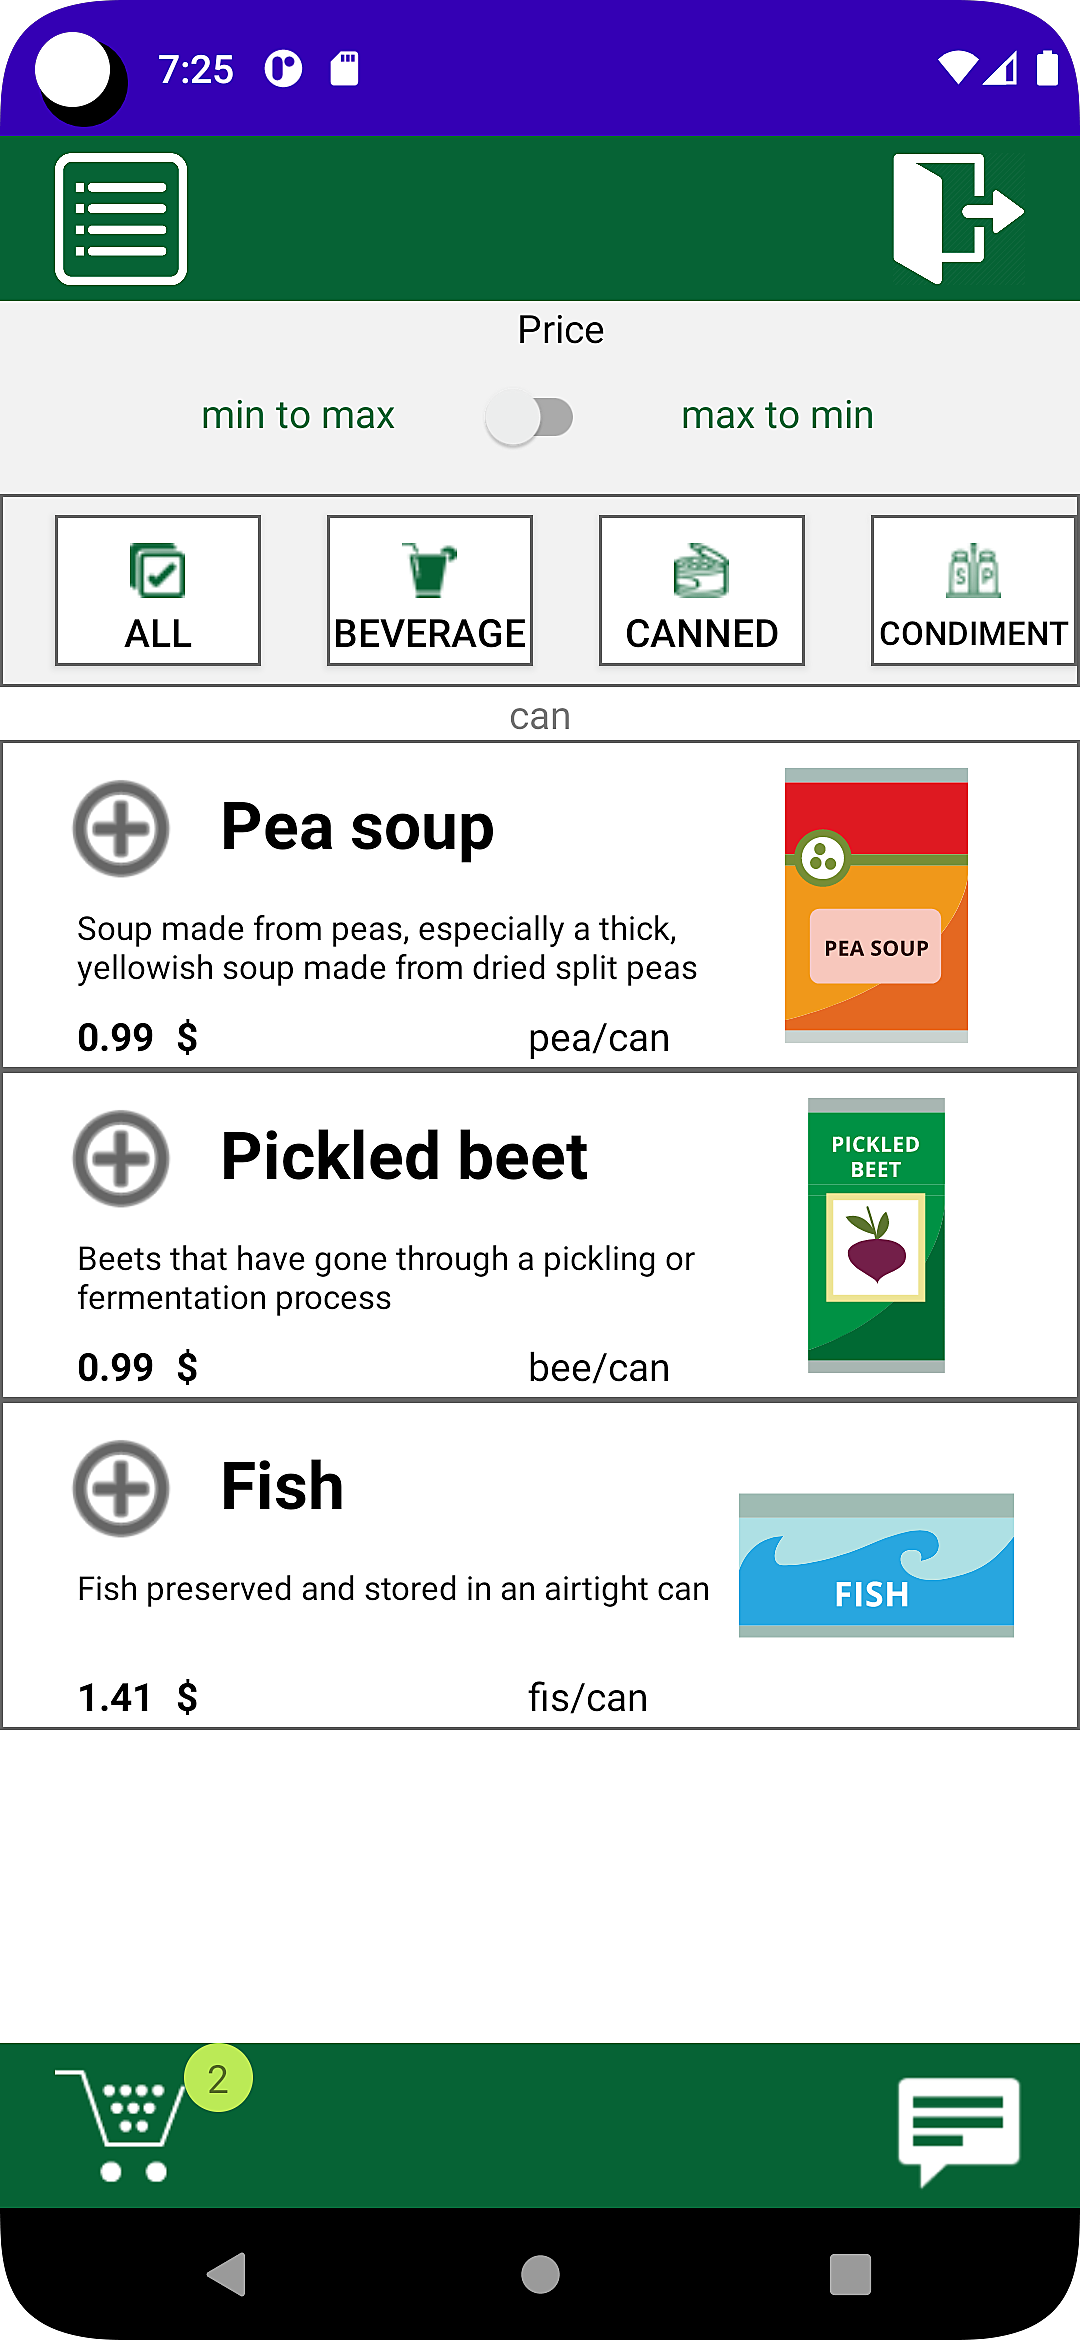 7:25
Price
min to max
max to min
ALL
BEVERAGE
CANNED
S P
CONDIMENT
can
Pea soup
Soup made from peas, especially a thick,
yellowish soup made from dried split peas
0.99 $
pea/can
PEA SOUP
Pickled beet
Beets that have gone through a pickling or
fermentation process
0.99 $
bee/can
PICKLED
BEET
Fish
Fish preserved and stored in an airtight can
1.41 $
fis/can
FISH
2